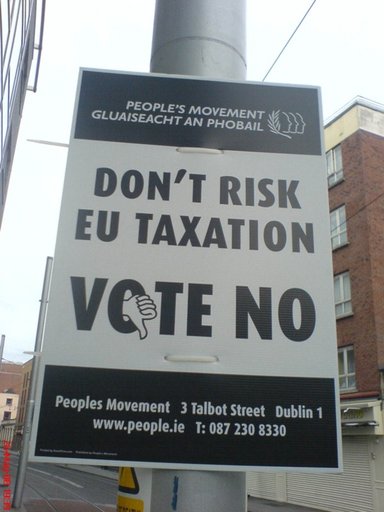 PEOPLE'S MOVEMENT
GLUAISEACHT AN PHOBAIL
DON'T RISK
EU TAXATION
VOTE NO
Peoples Movement 3 Talbot Street Dublin 1
www.people.ie T: 087 230 8330